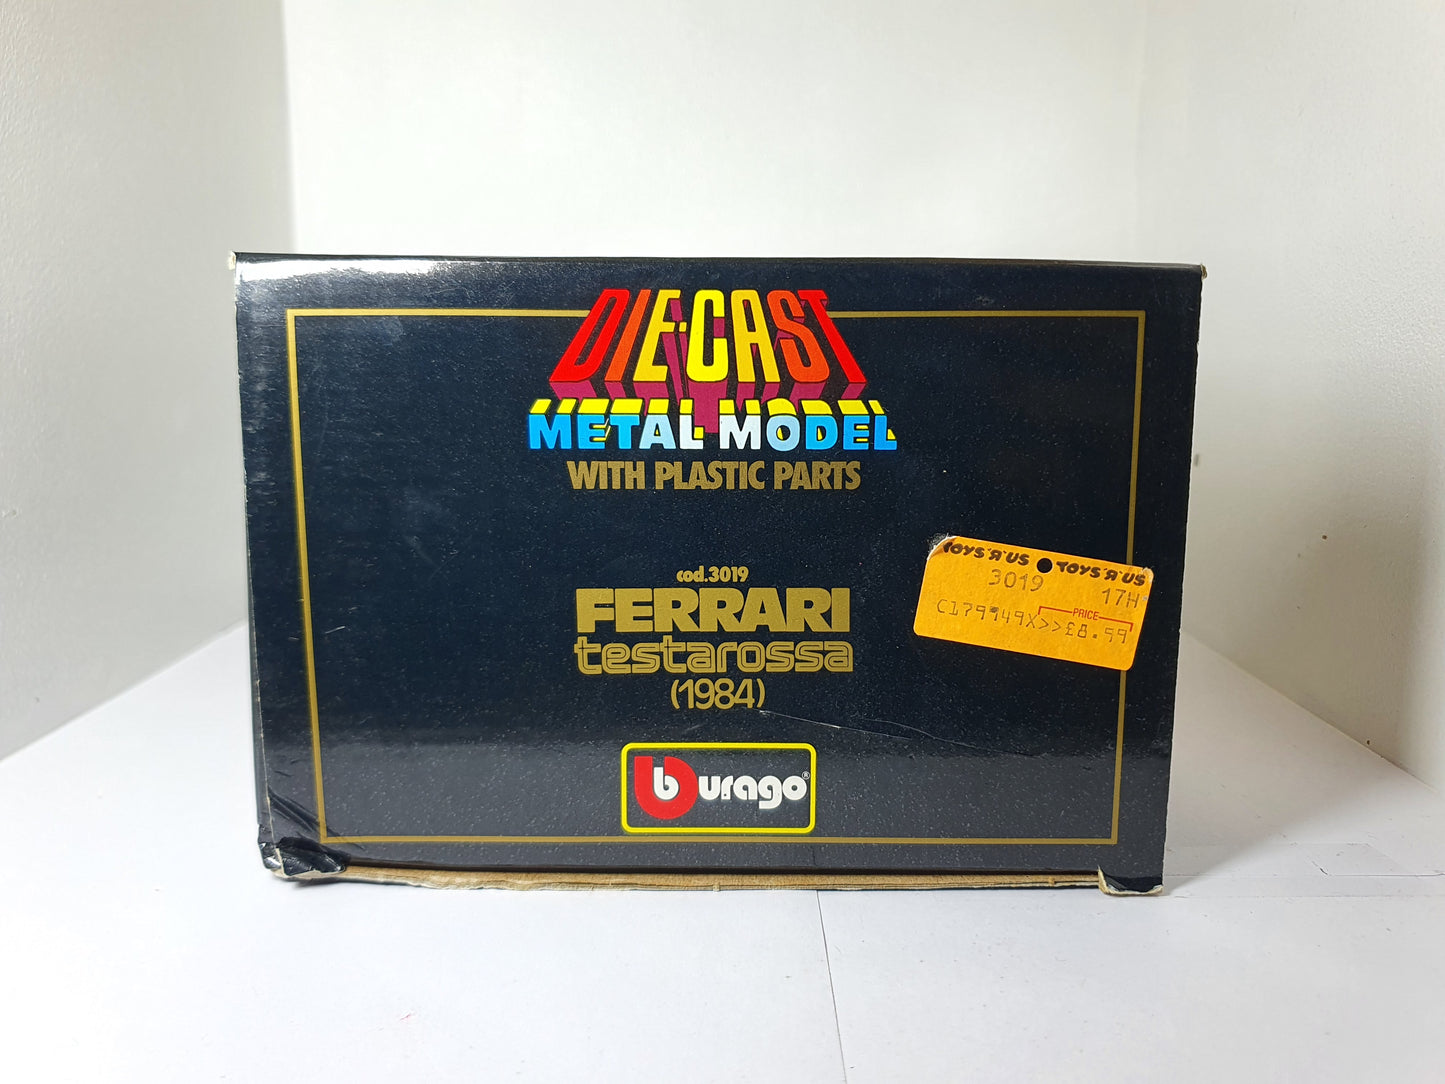 DIE-CAST
METAL MODEL
WITH PLASTIC PARTS
cod.3019
FERRARI
testarossa
(1984)
burago®
TOYS "R" US ● TOYS "R" US
3019 17H
PRICE
C179949X>>£8.99